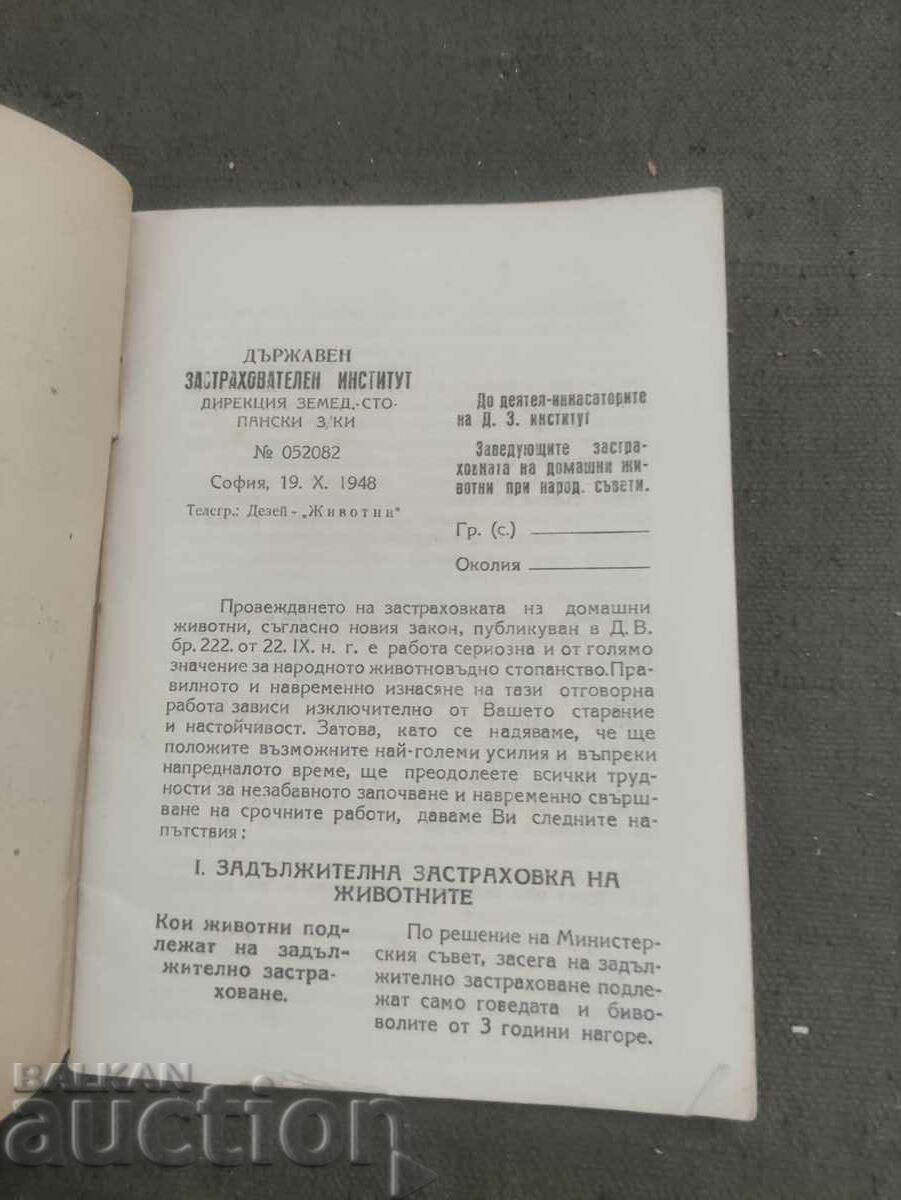 ДЪРЖАВЕН
ЗАСТРАХОВАТЕЛЕН ИНСТИТУТ
ДИРЕКЦИЯ ЗЕМЕД.-СТО-
ПАНСКИ З/КИ
№ 052082
София, 19. X. 1948
Телегр.: Дезей - „Животни"
До деятел-инкасаторите
на Д. З. институт
Заведующите застра-
ховката на домашни жи-
вотни при народ. съвети.
Гр. (с.)
Околия
Провеждането на застраховката на домашни
животни, съгласно новия закон, публикуван в Д. В.
бр. 222. от 22. IX. н. г. е работа сериозна и от голямо
значение за народното животновъдно стопанство. Пра-
вилното и навременно изнасяне на тази отговорна
работа зависи изключително от Вашето старание
и настойчивост. Затова, като се надяваме, че ще
положите възможните най-големи усилия и въпреки
напредналото време, ще преодолеете всички труд-
ности за незабавното започване и навременно свърш-
ване на срочните работи, даваме Ви следните на-
пътствия:
I. ЗАДЪЛЖИТЕЛНА ЗАСТРАХОВКА НА
ЖИВОТНИТЕ
Кои животни под-
лежат на задъл-
жително застра-
ховане.
По решение на Министер-
ския съвет, засега на задъл-
жително застраховане подле-
жат само говедата и биво-
волите от 3 години нагоре.
BALKAN
auction